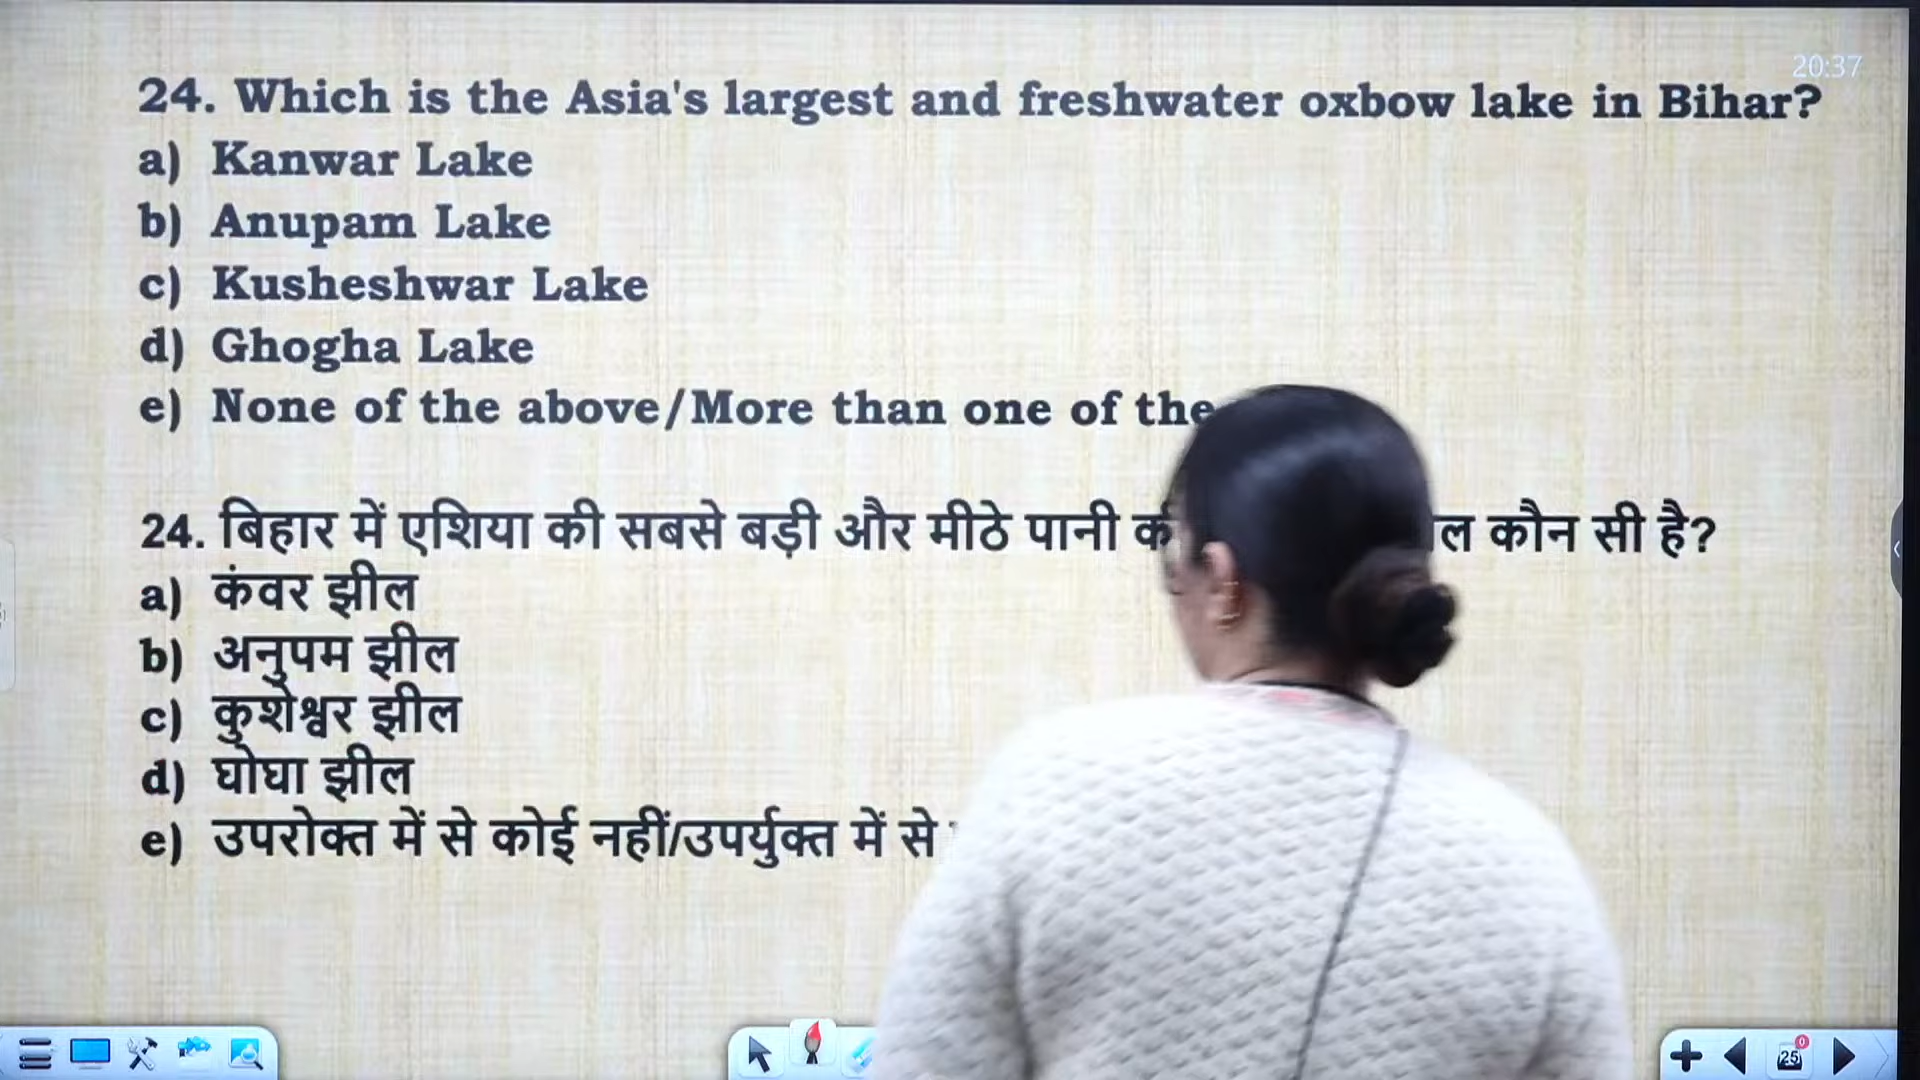 20:37
24. Which is the Asia's largest and freshwater oxbow lake in Bihar?
a) Kanwar Lake
b) Anupam Lake
c) Kusheshwar Lake
d) Ghogha Lake
e) None of the above/More than one of the
24. बिहार में एशिया की सबसे बड़ी और मीठे पानी कौन सी है?
a) कंवर झील
b) अनुपम झील
c) कुशेश्वर झील
d) घोघा झील
e) उपरोक्त में से कोई नहीं/उपर्युक्त में से
0
25